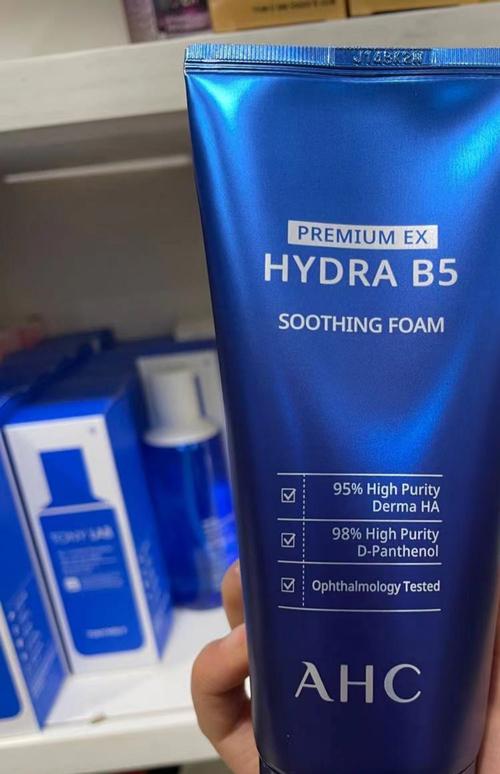 PREMIUM EX
HYDRA B5
SOOTHING FOAM
95% High Purity
Derma HA
98% High Purity
D-Panthenol
Ophthalmology Tested
AHC
TONY LAB